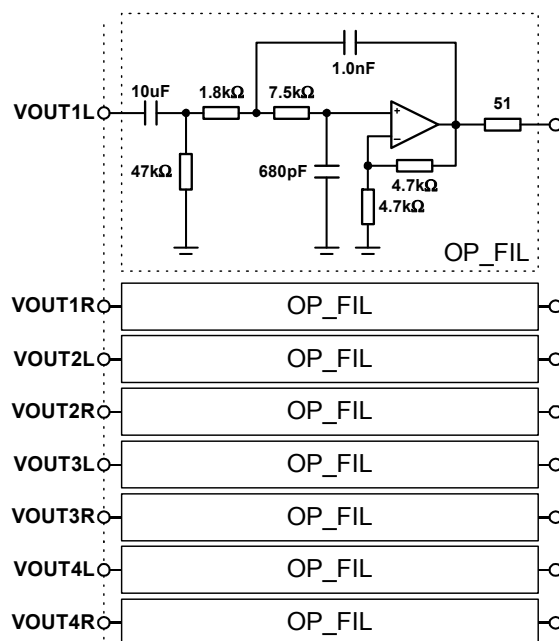 1.0nF
10uF 1.8kΩ 7.5kΩ
VOUT1L 51
47kΩ 680pF 4.7kΩ
4.7kΩ
OP_FIL
VOUT1R OP_FIL
VOUT2L OP_FIL
VOUT2R OP_FIL
VOUT3L OP_FIL
VOUT3R OP_FIL
VOUT4L OP_FIL
VOUT4R OP_FIL